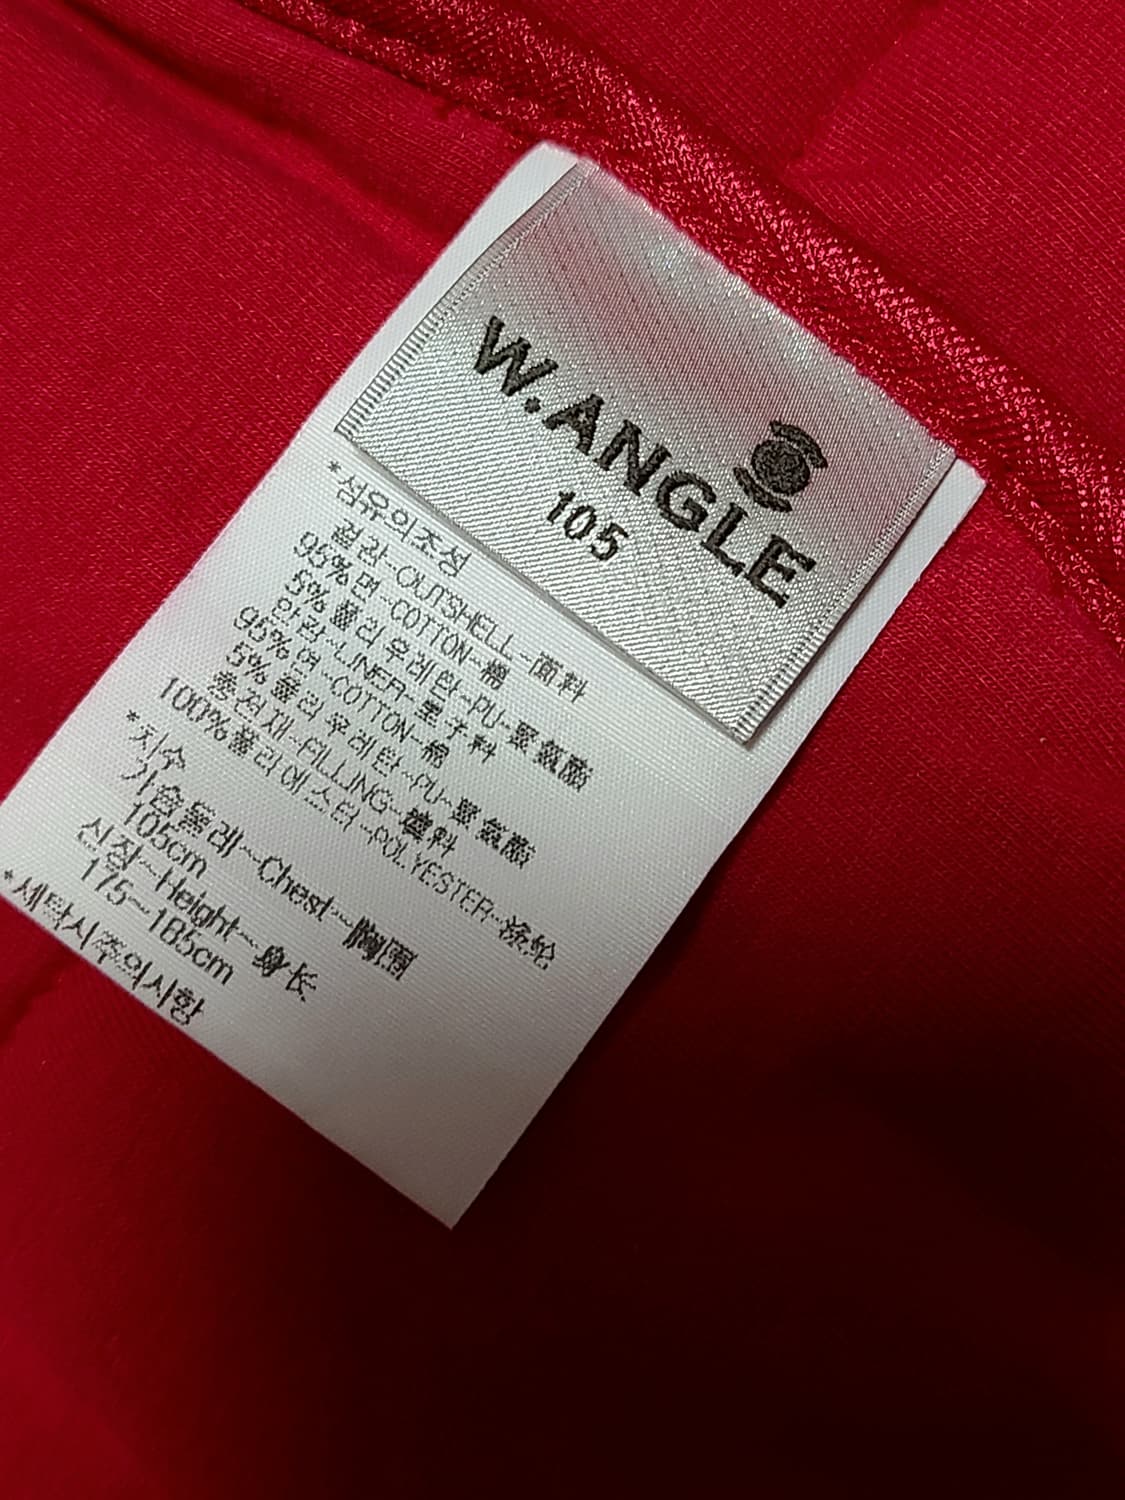 W.ANGLE
105
*섬유의조성
겉감~OUTSHELL~面料
95%면~COTTON~棉
5%폴리우레탄~PU~聚氨酯
안감~LINER~里子料
95%면~COTTON~棉
5%폴리우레탄~PU~聚氨酯
충전재~FILLING~填料
100%폴리에스터~POLYESTER~涤纶
*치수
가슴둘레~Chest~胸围
105cm
신장~Height~身长
175~185cm
*세탁시주의사항